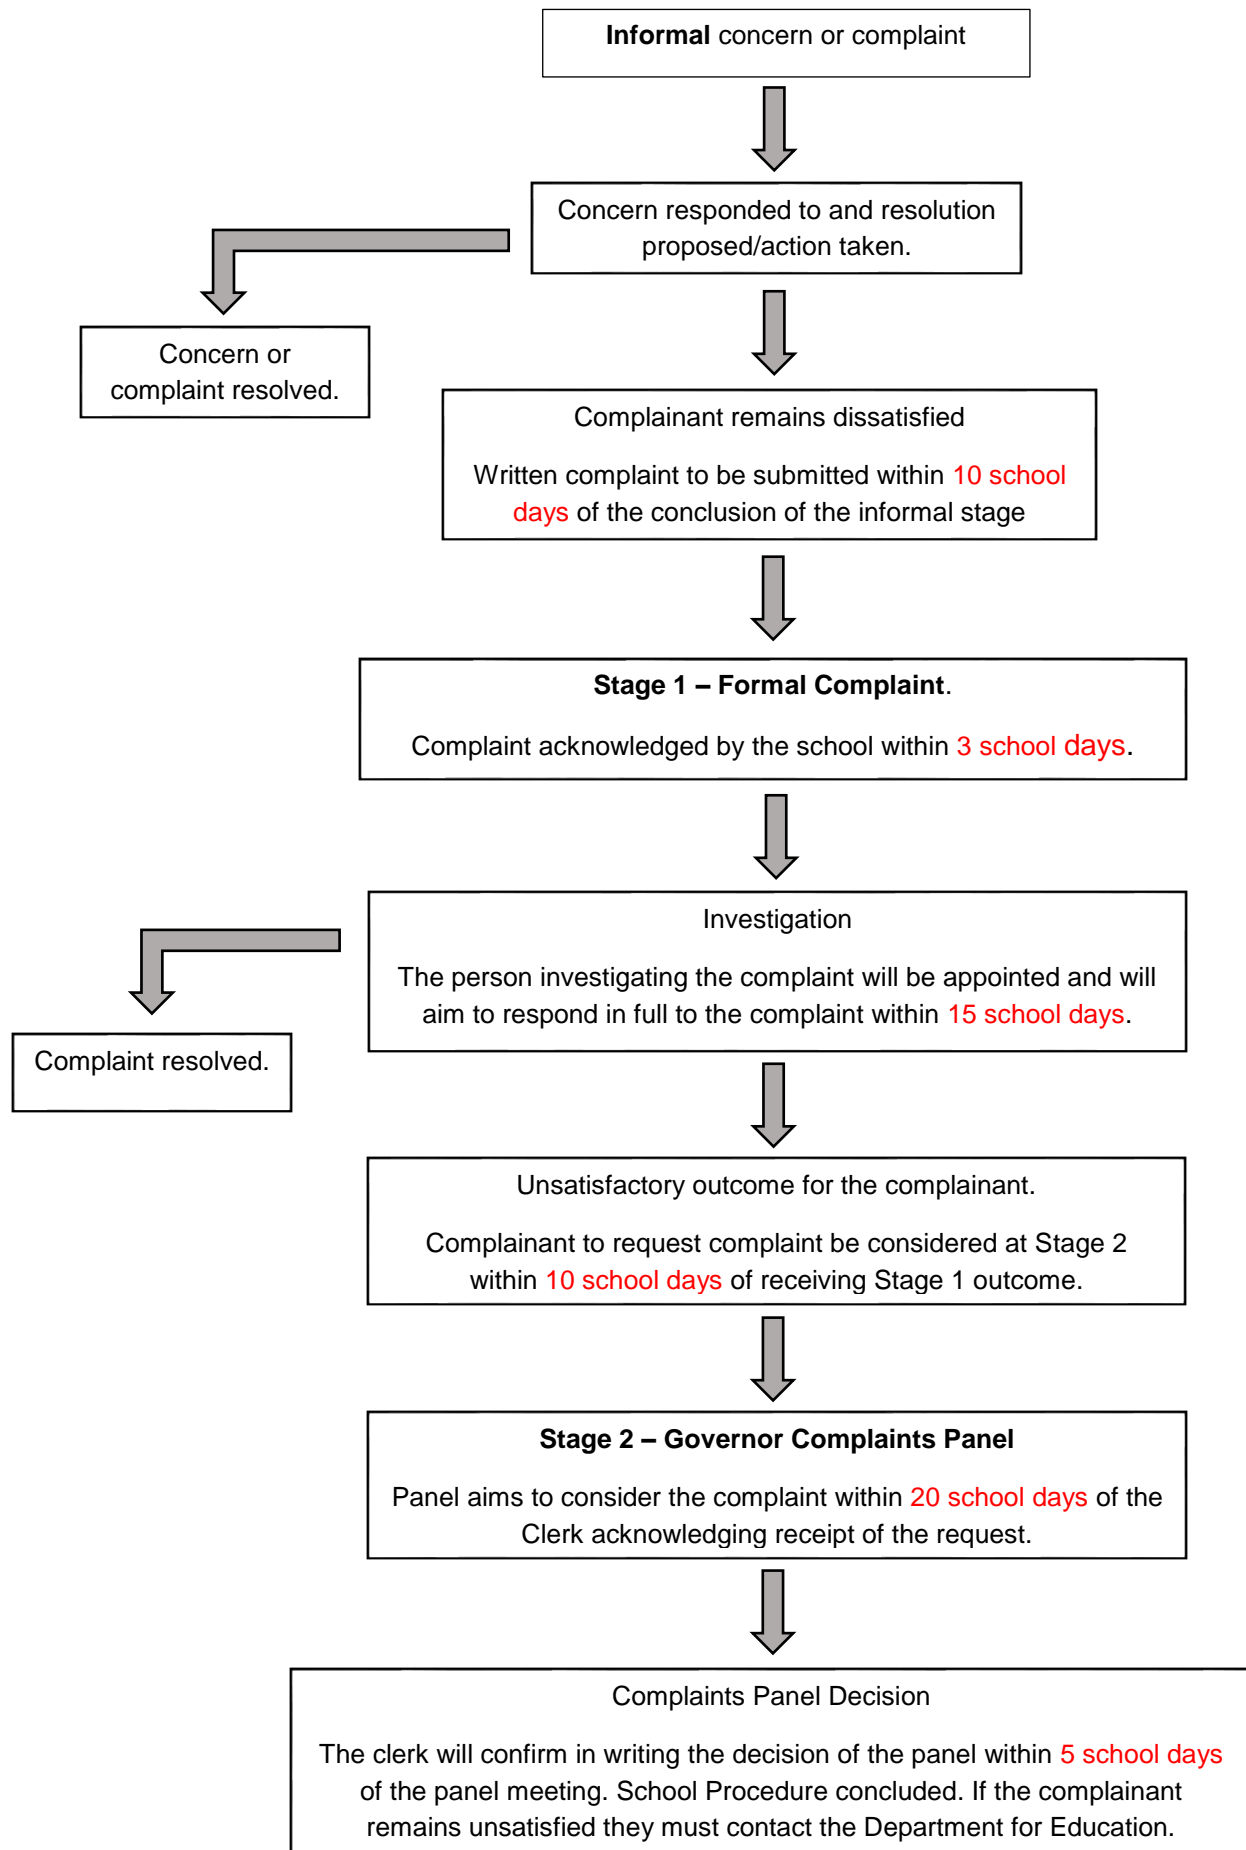 Informal concern or complaint
Concern responded to and resolution
proposed/action taken.
Concern or
complaint resolved.
Complainant remains dissatisfied
Written complaint to be submitted within 10 school
days of the conclusion of the informal stage
Stage 1 – Formal Complaint.
Complaint acknowledged by the school within 3 school days.
Investigation
The person investigating the complaint will be appointed and will
aim to respond in full to the complaint within 15 school days.
Complaint resolved.
Unsatisfactory outcome for the complainant.
Complainant to request complaint be considered at Stage 2
within 10 school days of receiving Stage 1 outcome.
Stage 2 – Governor Complaints Panel
Panel aims to consider the complaint within 20 school days of the
Clerk acknowledging receipt of the request.
Complaints Panel Decision
The clerk will confirm in writing the decision of the panel within 5 school days
of the panel meeting. School Procedure concluded. If the complainant
remains unsatisfied they must contact the Department for Education.